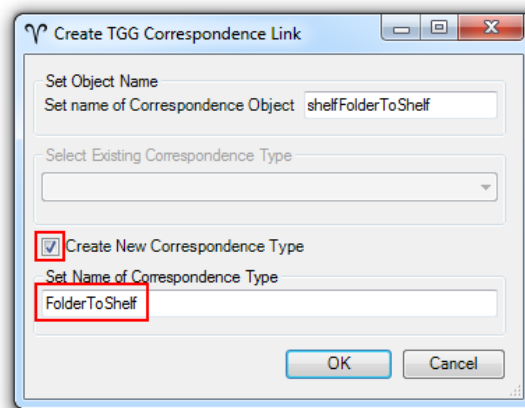 Create TGG Correspondence Link
Set Object Name
Set name of Correspondence Object shelfFolderToShelf
Select Existing Correspondence Type
Create New Correspondence Type
Set Name of Correspondence Type
FolderToShelf
OK Cancel